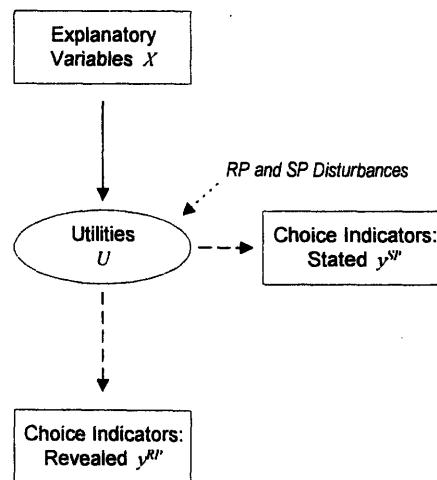 Explanatory
Variables X
RP and SP Disturbances
Utilities
U
Choice Indicators:
Stated y^SP
Choice Indicators:
Revealed y^RP